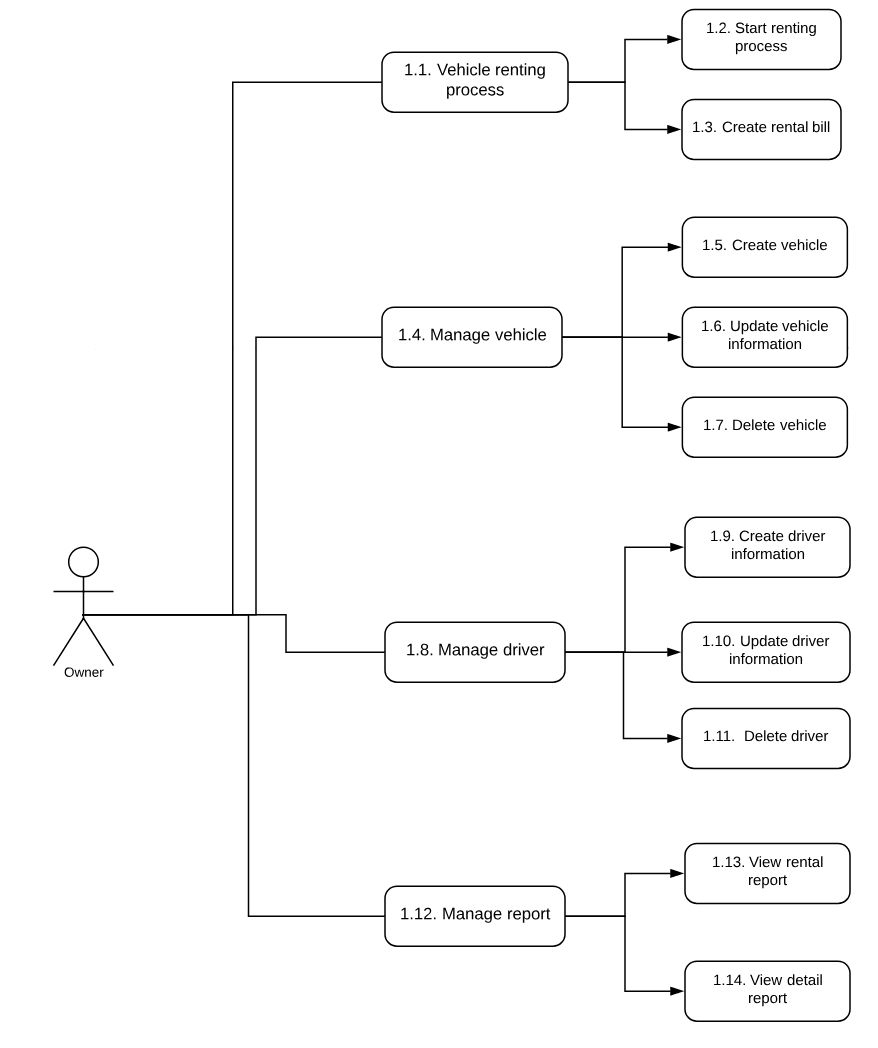 1.1. Vehicle renting
process
1.2. Start renting
process
1.3. Create rental bill
1.4. Manage vehicle
1.5. Create vehicle
1.6. Update vehicle
information
1.7. Delete vehicle
Owner
1.8. Manage driver
1.9. Create driver
information
1.10. Update driver
information
1.11.  Delete driver
1.12. Manage report
1.13. View rental
report
1.14. View detail
report